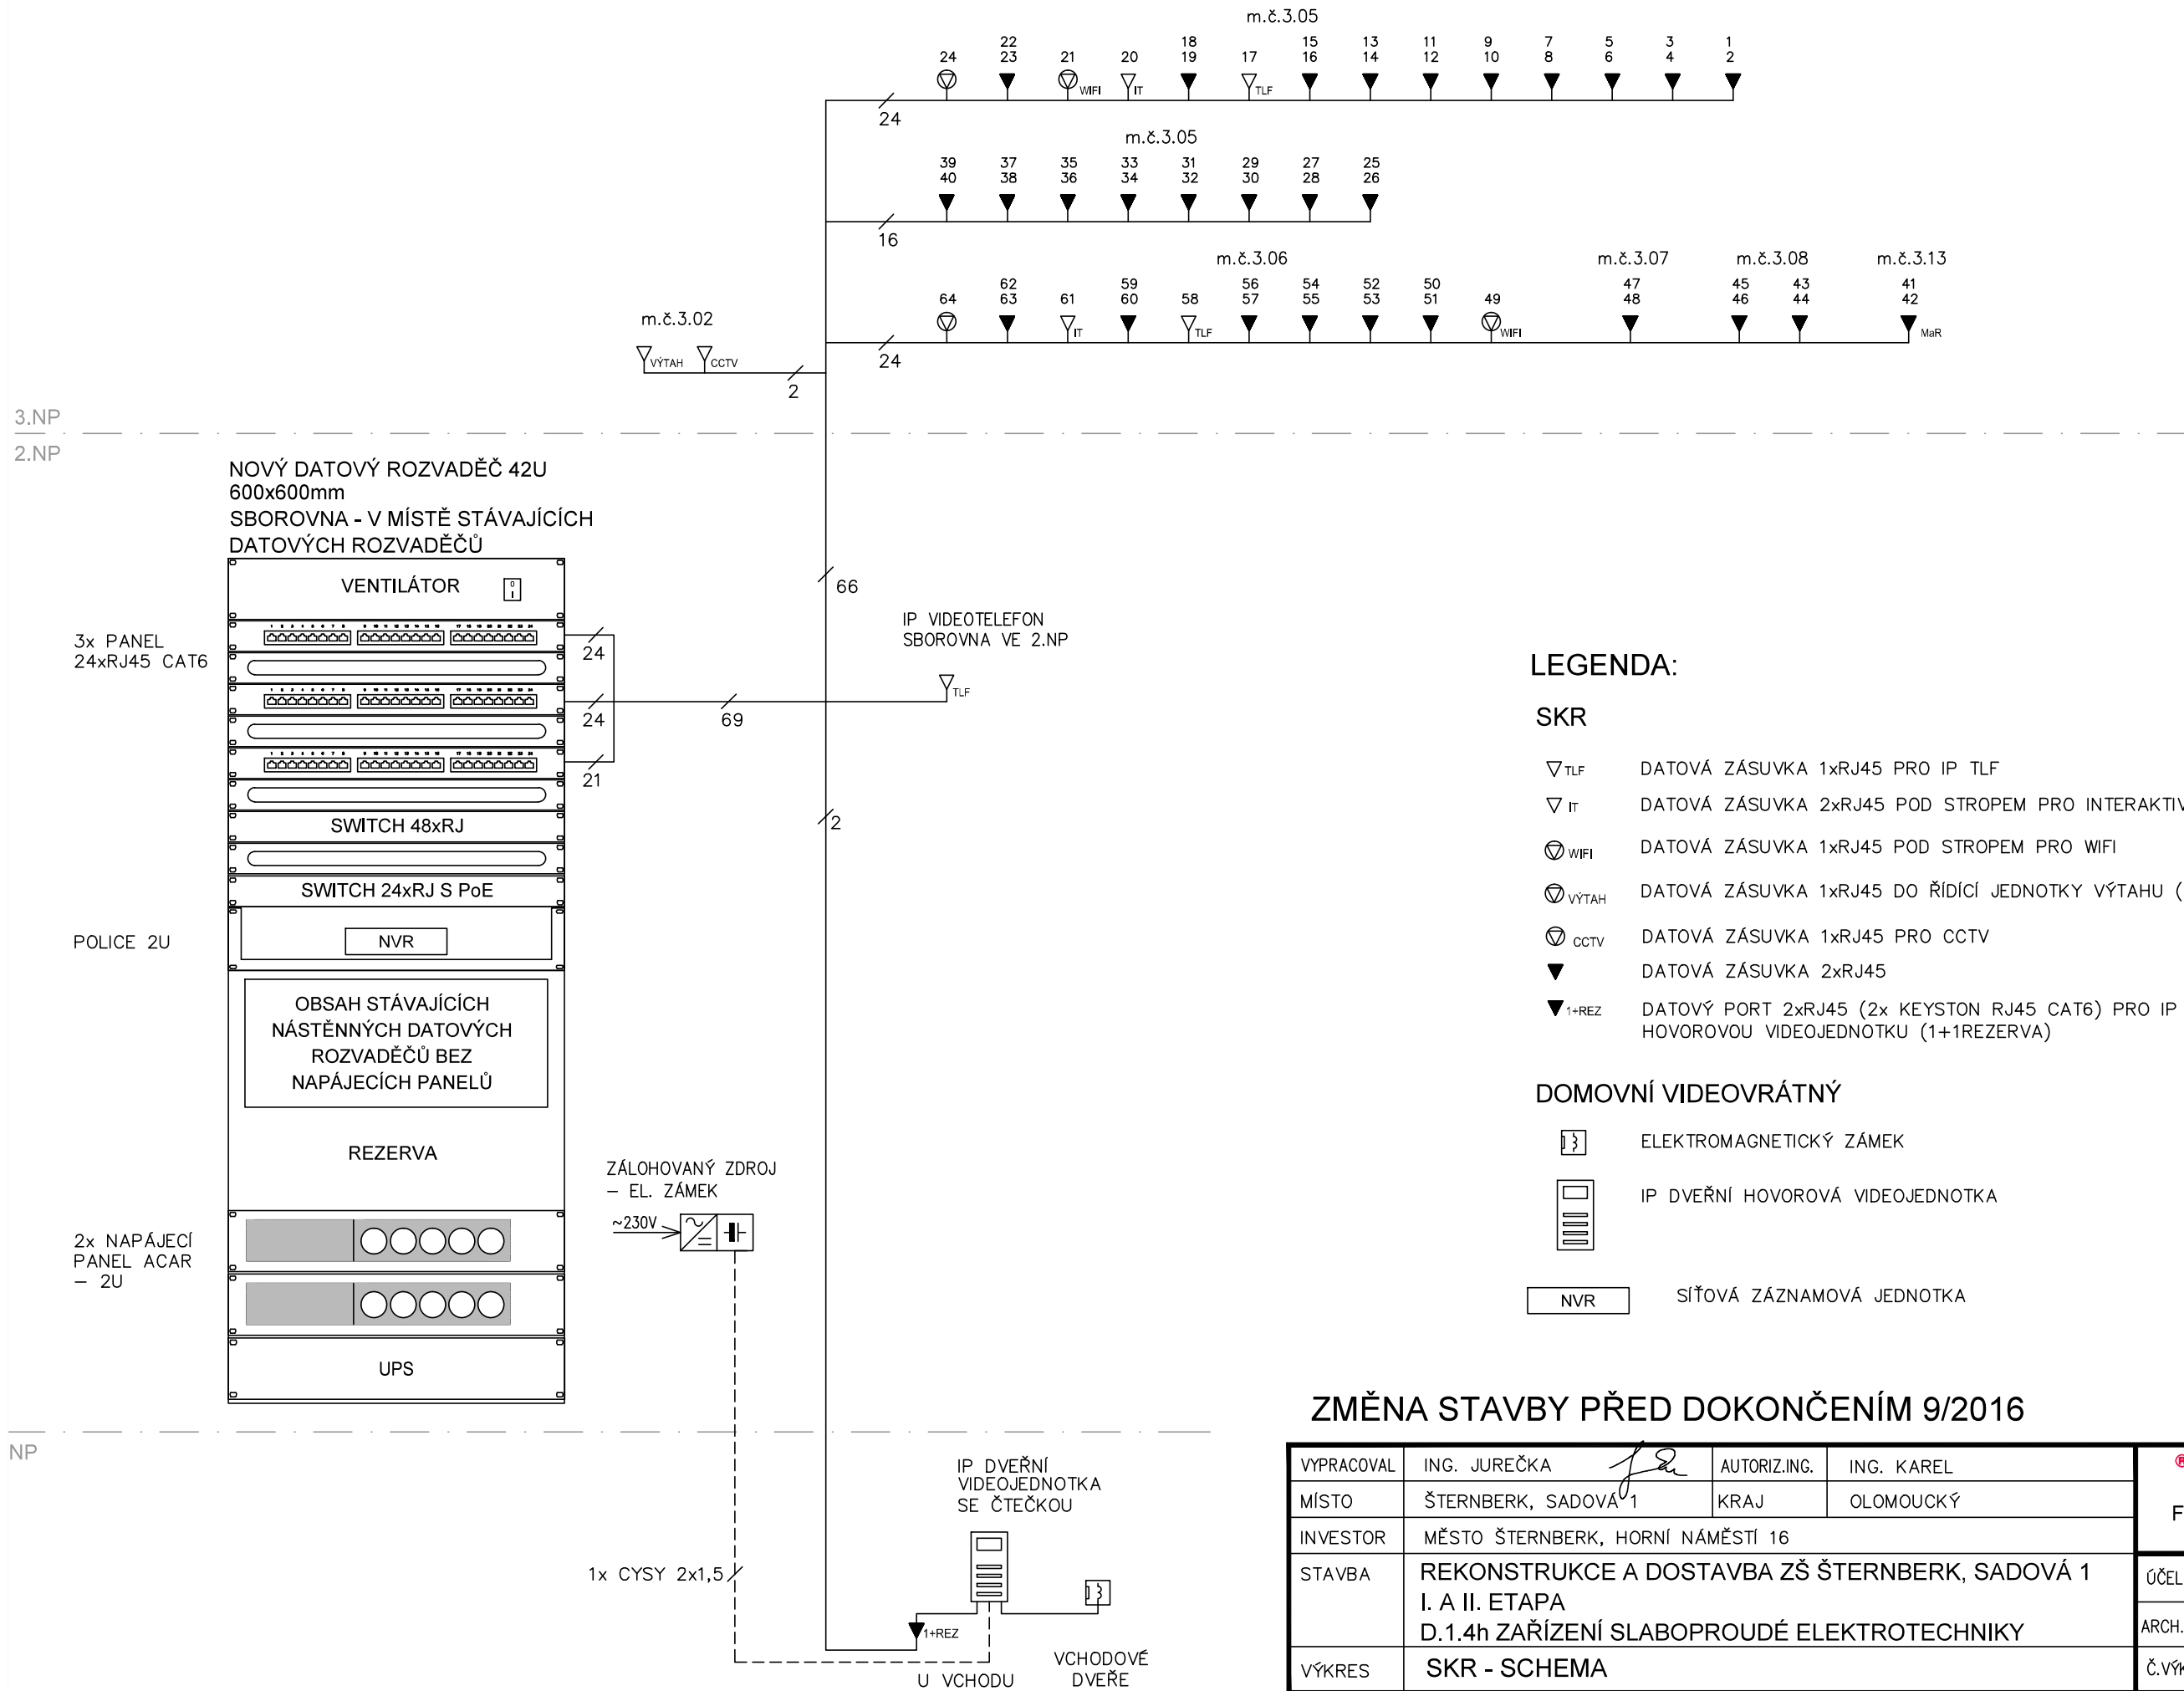 m.č.3.05
22 18 15 13 11 9 7 5 3 1
24 23 21 20 19 17 16 14 12 10 8 6 4 2
WIFI IT TLF
24
m.č.3.05
39 37 35 33 31 29 27 25
40 38 36 34 32 30 28 26
16
m.č.3.06 m.č.3.07 m.č.3.08 m.č.3.13
62 59 56 54 52 50 47 45 43 41
64 63 61 60 58 57 55 53 51 49 48 46 44 42
IT TLF WIFI MaR
24
m.č.3.02
VÝTAH CCTV
2
3.NP
2.NP
NOVÝ DATOVÝ ROZVADĚČ 42U
600x600mm
SBOROVNA - V MÍSTĚ STÁVAJÍCÍCH
DATOVÝCH ROZVADĚČŮ
VENTILÁTOR
3x PANEL
24xRJ45 CAT6
24
24
21
69
66
2
IP VIDEOTELEFON
SBOROVNA VE 2.NP
TLF
SWITCH 48xRJ
SWITCH 24xRJ S PoE
POLICE 2U
NVR
OBSAH STÁVAJÍCÍCH
NÁSTĚNNÝCH DATOVÝCH
ROZVADĚČŮ BEZ
NAPÁJECÍCH PANELŮ
REZERVA
2x NAPÁJECÍ
PANEL ACAR
– 2U
UPS
ZÁLOHOVANÝ ZDROJ
– EL. ZÁMEK
~230V
NP
1x CYSY 2x1,5
IP DVEŘNÍ
VIDEOJEDNOTKA
SE ČTEČKOU
1+REZ
U VCHODU
VCHODOVÉ
DVEŘE
LEGENDA:
SKR
TLF DATOVÁ ZÁSUVKA 1xRJ45 PRO IP TLF
IT DATOVÁ ZÁSUVKA 2xRJ45 POD STROPEM PRO INTERAKTIV
WIFI DATOVÁ ZÁSUVKA 1xRJ45 POD STROPEM PRO WIFI
VÝTAH DATOVÁ ZÁSUVKA 1xRJ45 DO ŘÍDÍCÍ JEDNOTKY VÝTAHU (
CCTV DATOVÁ ZÁSUVKA 1xRJ45 PRO CCTV
DATOVÁ ZÁSUVKA 2xRJ45
1+REZ DATOVÝ PORT 2xRJ45 (2x KEYSTON RJ45 CAT6) PRO IP
HOVOROVOU VIDEOJEDNOTKU (1+1REZERVA)
DOMOVNÍ VIDEOVRÁTNÝ
ELEKTROMAGNETICKÝ ZÁMEK
IP DVEŘNÍ HOVOROVÁ VIDEOJEDNOTKA
NVR SÍŤOVÁ ZÁZNAMOVÁ JEDNOTKA
ZMĚNA STAVBY PŘED DOKONČENÍM 9/2016
VYPRACOVAL ING. JUREČKA AUTORIZ.ING. ING. KAREL ®
MÍSTO ŠTERNBERK, SADOVÁ 1 KRAJ OLOMOUCKÝ F
INVESTOR MĚSTO ŠTERNBERK, HORNÍ NÁMĚSTÍ 16
STAVBA REKONSTRUKCE A DOSTAVBA ZŠ ŠTERNBERK, SADOVÁ 1 ÚČEL
I. A II. ETAPA
D.1.4h ZAŘÍZENÍ SLABOPROUDÉ ELEKTROTECHNIKY ARCH.
VÝKRES SKR - SCHEMA Č.VÝK